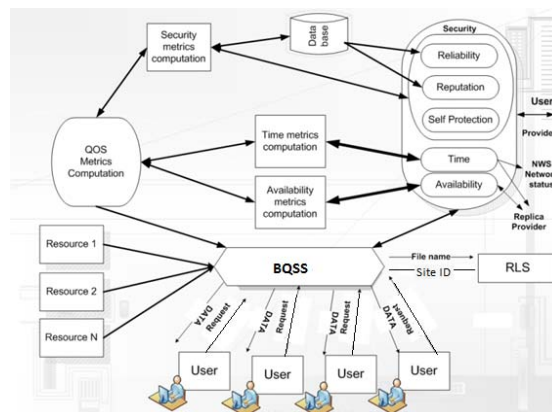 Security metrics
computation
Data
base
Security
Reliability
Reputation
Self Protection
User
Provider
QOS
Metrics
Computation
Time metrics
computation
Time
NWS
Network
status
Availability
metrics
computation
Availability
Replica
Provider
Resource 1
Resource 2
Resource N
BQSS
File name
Site ID
RLS
DATA
Request
DATA
Request
DATA
Request
DATA
Request
User
User
User
User